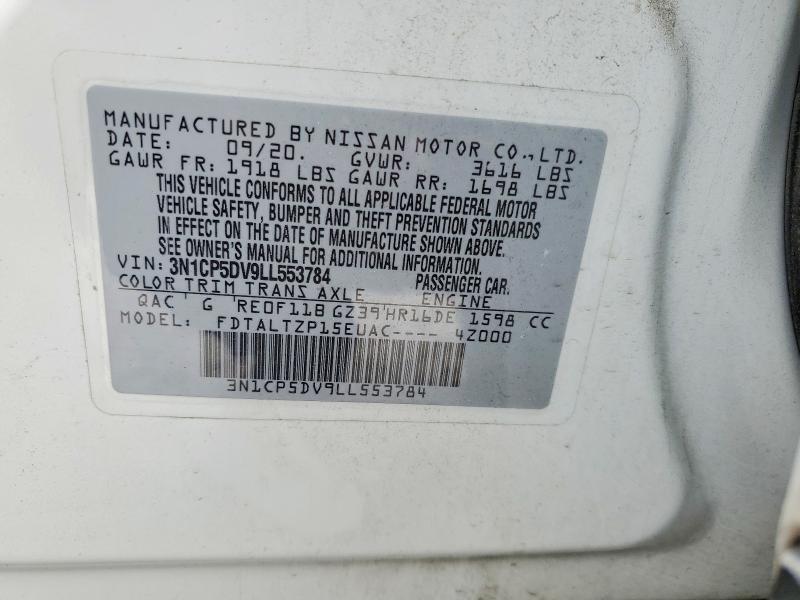 MANUFACTURED BY NISSAN MOTOR CO., LTD.
DATE: 09/20. GVWR: 3616 LBS
GAWR FR: 1918 LBS GAWR RR: 1698 LBS
THIS VEHICLE CONFORMS TO ALL APPLICABLE FEDERAL MOTOR
VEHICLE SAFETY, BUMPER AND THEFT PREVENTION STANDARDS
IN EFFECT ON THE DATE OF MANUFACTURE SHOWN ABOVE.
SEE OWNER'S MANUAL FOR ADDITIONAL INFORMATION.
VIN: 3N1CP5DV9LL553784 PASSENGER CAR.
COLOR TRIM TRANS AXLE ENGINE
QAC G RE0F11B GZ39 HR16DE 1598 CC
MODEL: FDTALTZP15EUAC---- 4Z000
3N1CP5DV9LL553784